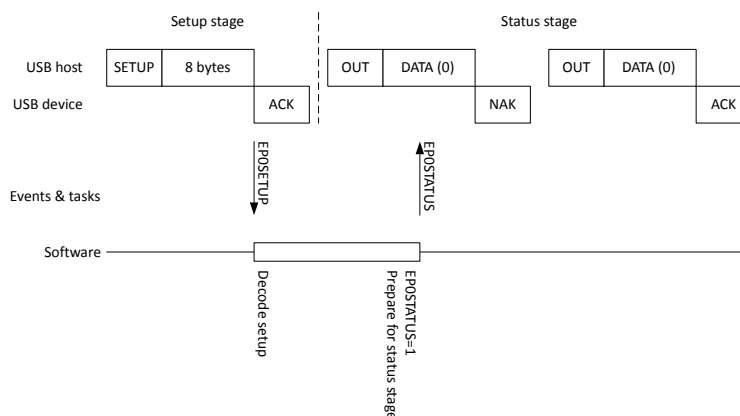 Setup stage
Status stage
USB host
SETUP
8 bytes
OUT
DATA (0)
OUT
DATA (0)
USB device
ACK
NAK
ACK
EP0SETUP
EP0STATUS
Events & tasks
Software
Decode setup
EP0STATUS=1
Prepare for status stage